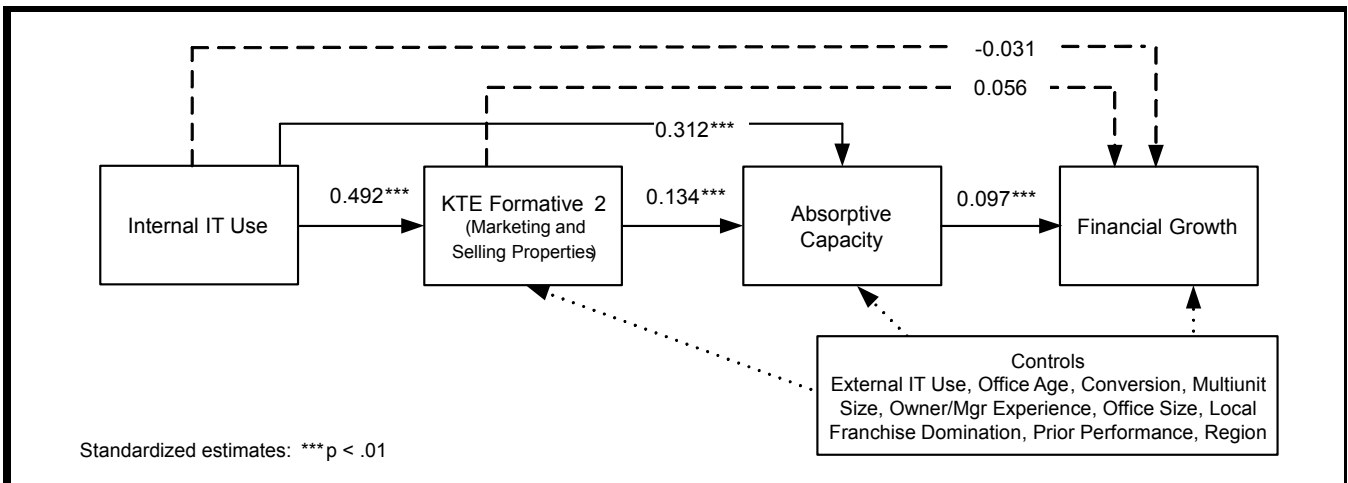 -0.031
0.056
0.312***
Internal IT Use
0.492***
KTE Formative 2
(Marketing and
Selling Properties)
0.134***
Absorptive
Capacity
0.097***
Financial Growth
Controls
External IT Use, Office Age, Conversion, Multiunit
Size, Owner/Mgr Experience, Office Size, Local
Franchise Domination, Prior Performance, Region
Standardized estimates: ***p < .01